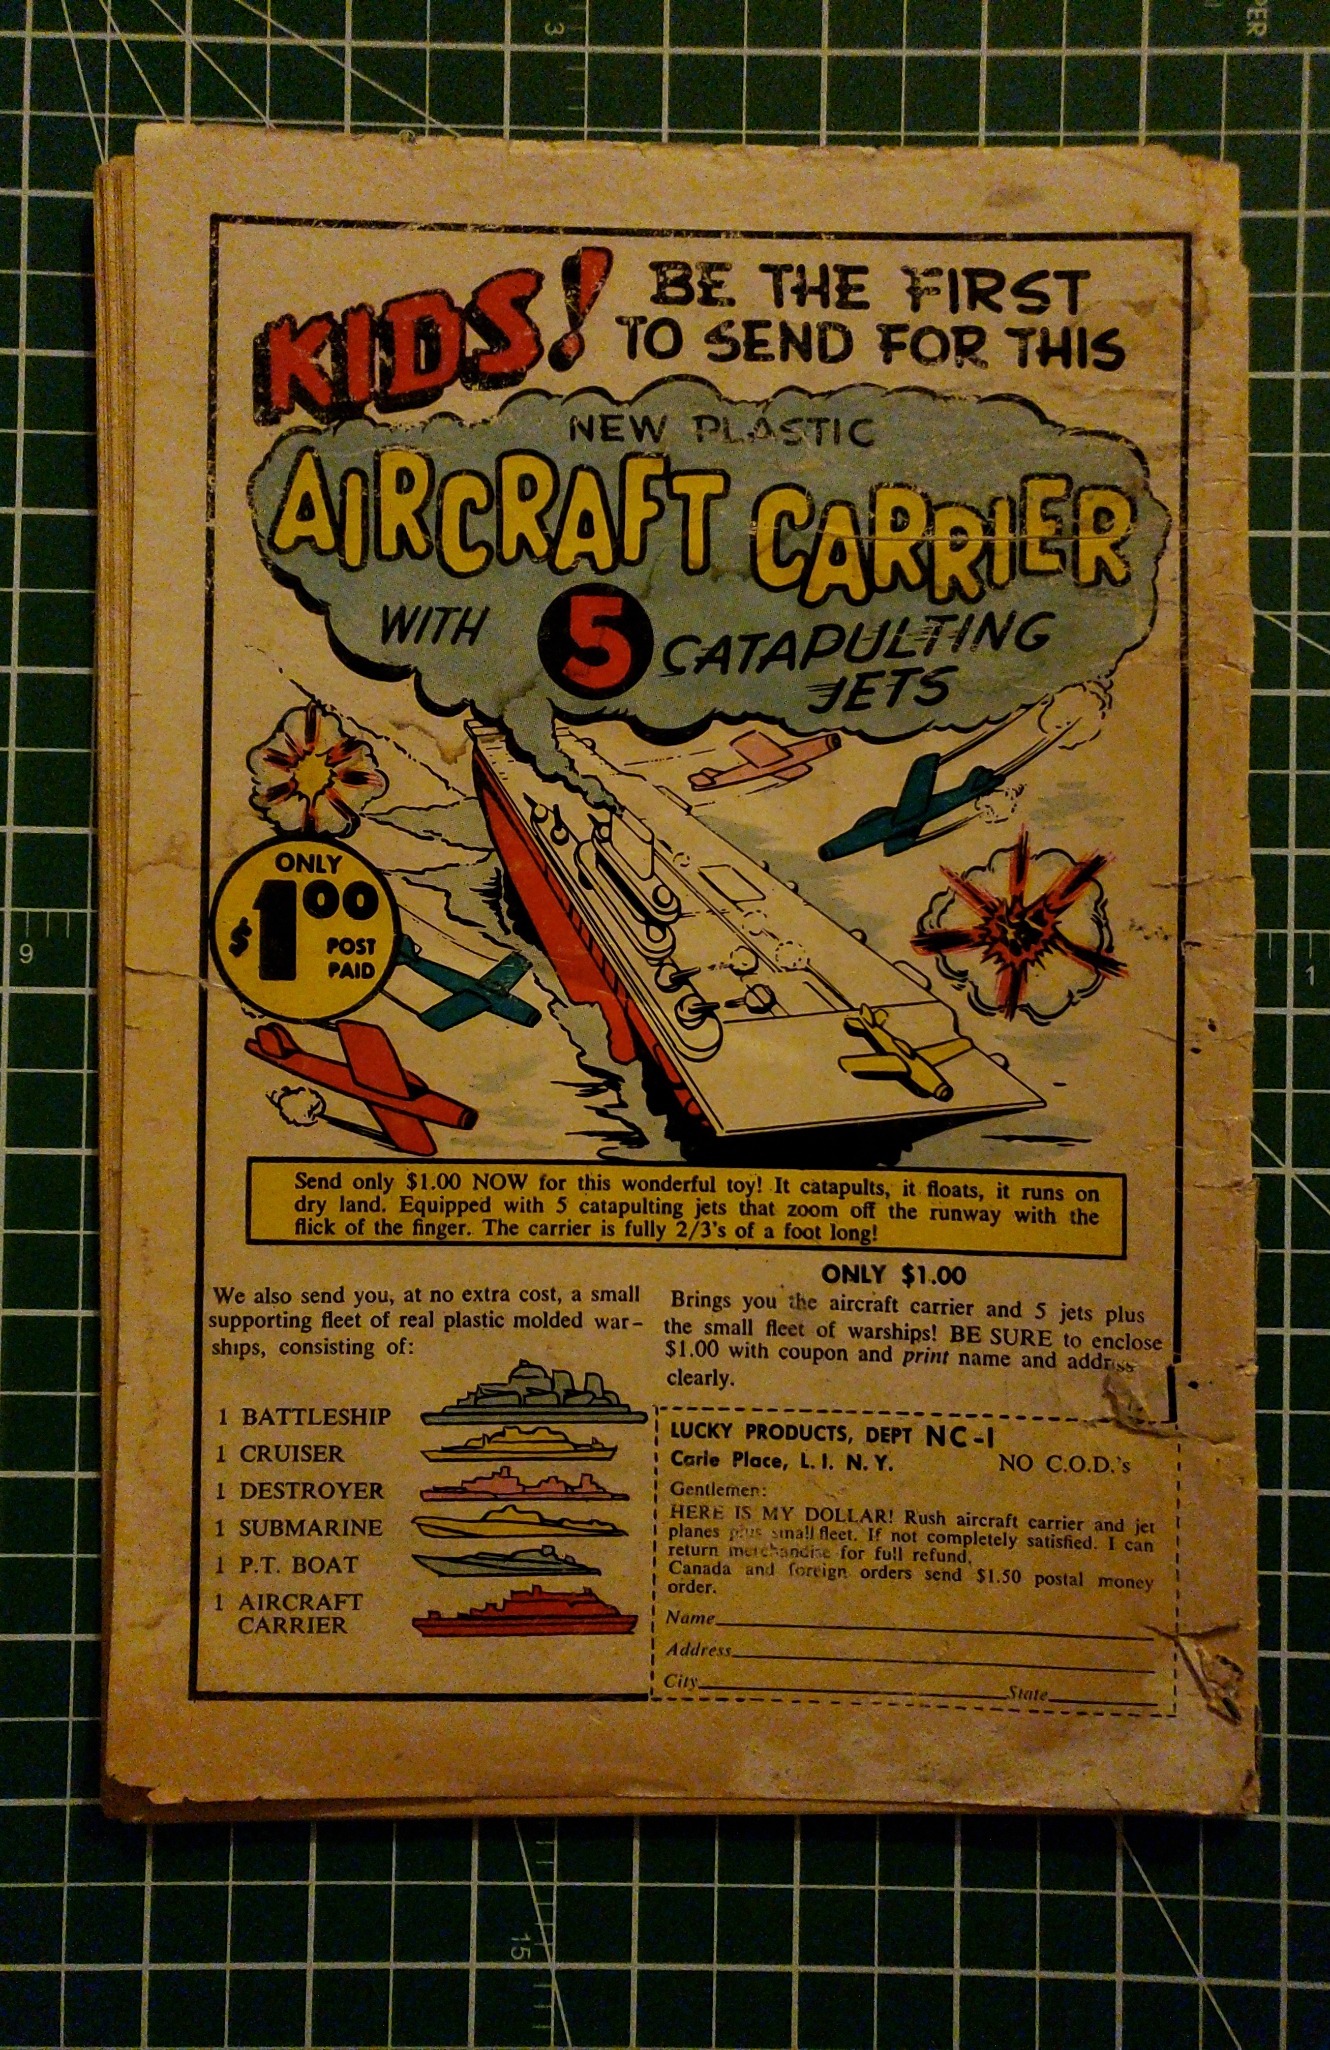 KIDS!
BE THE FIRST
TO SEND FOR THIS
NEW PLASTIC
AIRCRAFT CARRIER
WITH 5 CATAPULTING
JETS
ONLY
$1.00
POST
PAID
Send only $1.00 NOW for this wonderful toy! It catapults, it floats, it runs on
dry land. Equipped with 5 catapulting jets that zoom off the runway with the
flick of the finger. The carrier is fully 2/3's of a foot long!
We also send you, at no extra cost, a small
supporting fleet of real plastic molded war-
ships, consisting of:
1 BATTLESHIP
1 CRUISER
1 DESTROYER
1 SUBMARINE
1 P.T. BOAT
1 AIRCRAFT
CARRIER
ONLY $1.00
Brings you the aircraft carrier and 5 jets plus
the small fleet of warships! BE SURE to enclose
$1.00 with coupon and print name and address
clearly.
LUCKY PRODUCTS, DEPT NC-1
Carle Place, L. I. N. Y. NO C.O.D.'s
Gentlemen:
HERE IS MY DOLLAR! Rush aircraft carrier and jet
planes plus small fleet. If not completely satisfied. I can
return merchandise for full refund.
Canada and foreign orders send $1.50 postal money
order.
Name
Address
City State
3
9
1
15